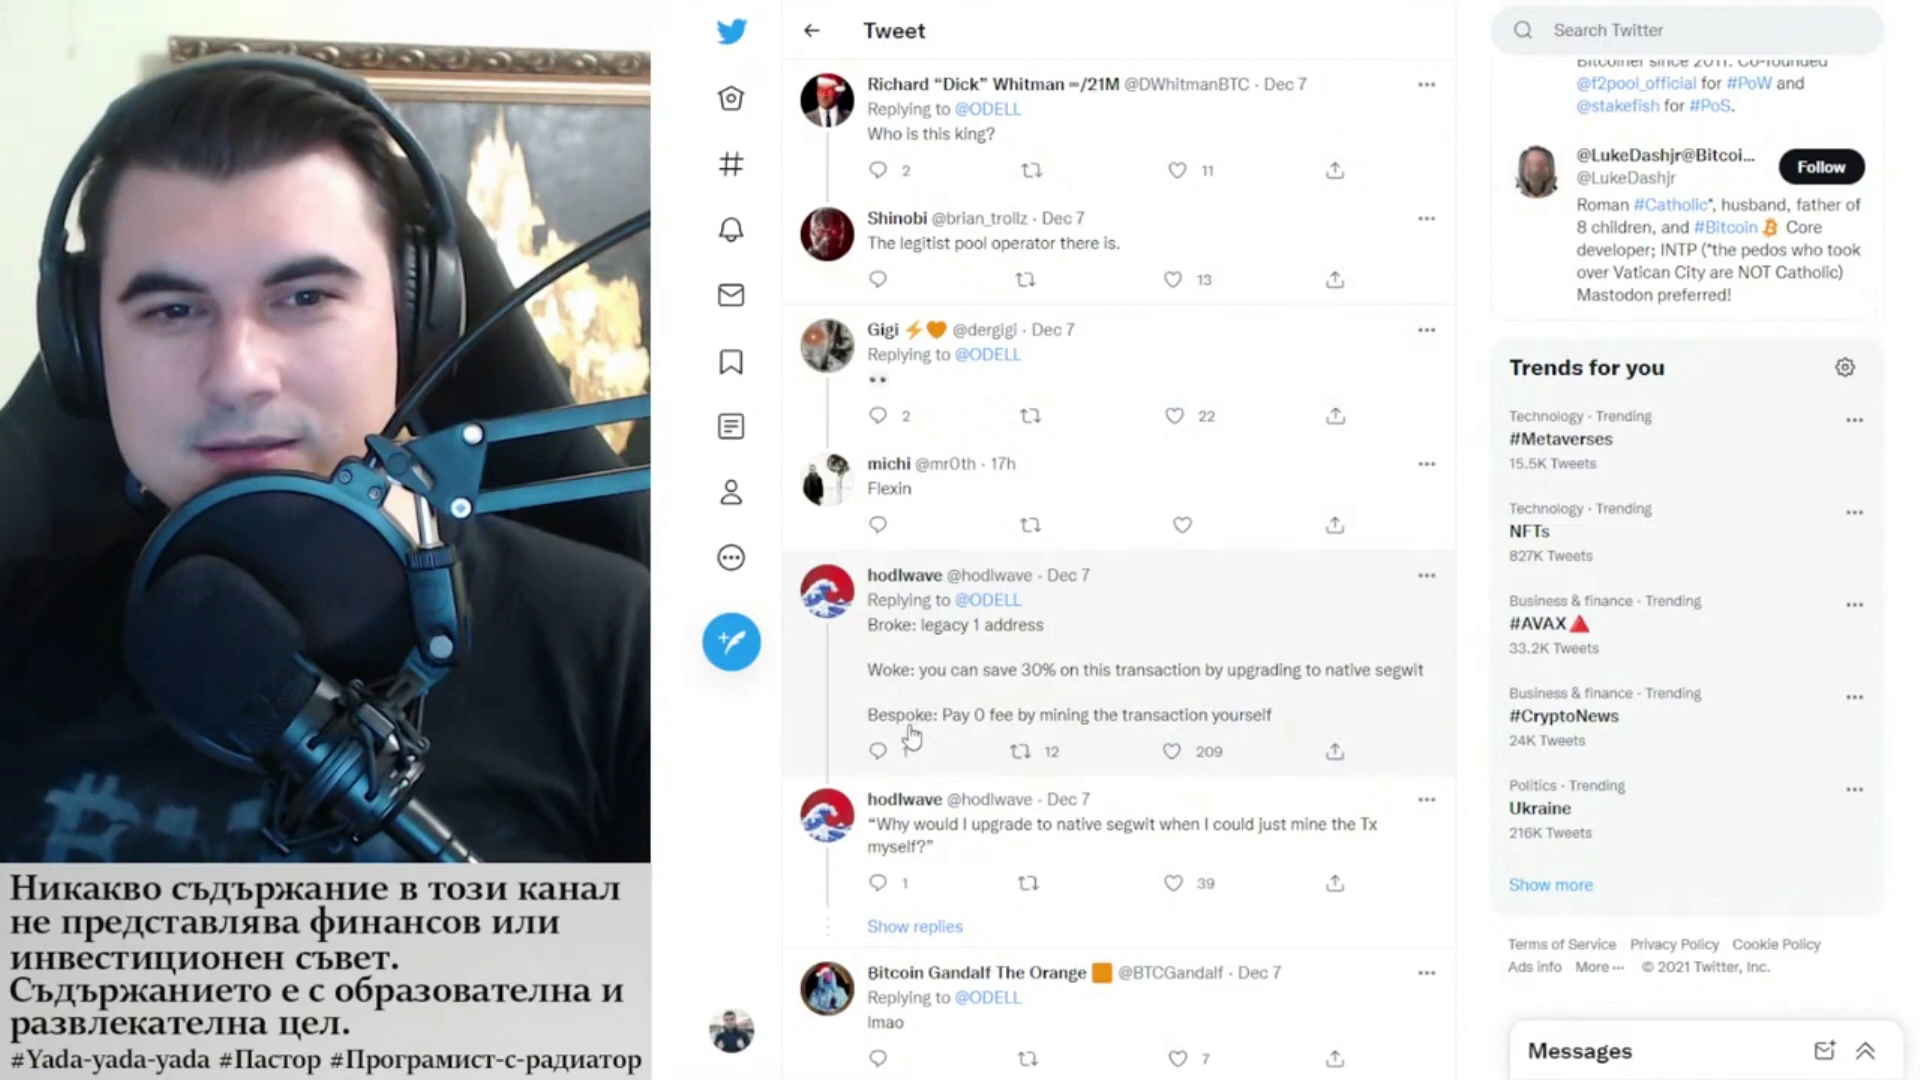 Tweet
Richard “Dick” Whitman ∞/21M @DWhitmanBTC · Dec 7
Replying to @ODELL
Who is this king?
2 11
Shinobi @brian_trollz · Dec 7
The legitist pool operator there is.
13
Gigi @dergigi · Dec 7
Replying to @ODELL
2 22
michi @mr0th · 17h
Flexin
hodlwave @hodlwave · Dec 7
Replying to @ODELL
Broke: legacy 1 address
Woke: you can save 30% on this transaction by upgrading to native segwit
Bespoke: Pay 0 fee by mining the transaction yourself
1 12 209
hodlwave @hodlwave · Dec 7
“Why would I upgrade to native segwit when I could just mine the Tx
myself?”
1 39
Show replies
Bitcoin Gandalf The Orange @BTCGandalf · Dec 7
Replying to @ODELL
lmao
7
Search Twitter
Bitcoiner since 2011. Co-founded
@f2pool_official for #PoW and
@stakefish for #PoS.
@LukeDashjr@Bitcoi...
@LukeDashjr
Follow
Roman #Catholic*, husband, father of
8 children, and #Bitcoin Core
developer; INTP (*the pedos who took
over Vatican City are NOT Catholic)
Mastodon preferred!
Trends for you
Technology · Trending
#Metaverses
15.5K Tweets
Technology · Trending
NFTs
827K Tweets
Business & finance · Trending
#AVAX
33.2K Tweets
Business & finance · Trending
#CryptoNews
24K Tweets
Politics · Trending
Ukraine
216K Tweets
Show more
Terms of Service Privacy Policy Cookie Policy
Ads info More ··· © 2021 Twitter, Inc.
Messages
Никакво съдържание в този канал
не представлява финансов или
инвестиционен съвет.
Съдържанието е с образователна и
развлекателна цел.
#Yada-yada-yada #Пастор #Програмист-с-радиатор